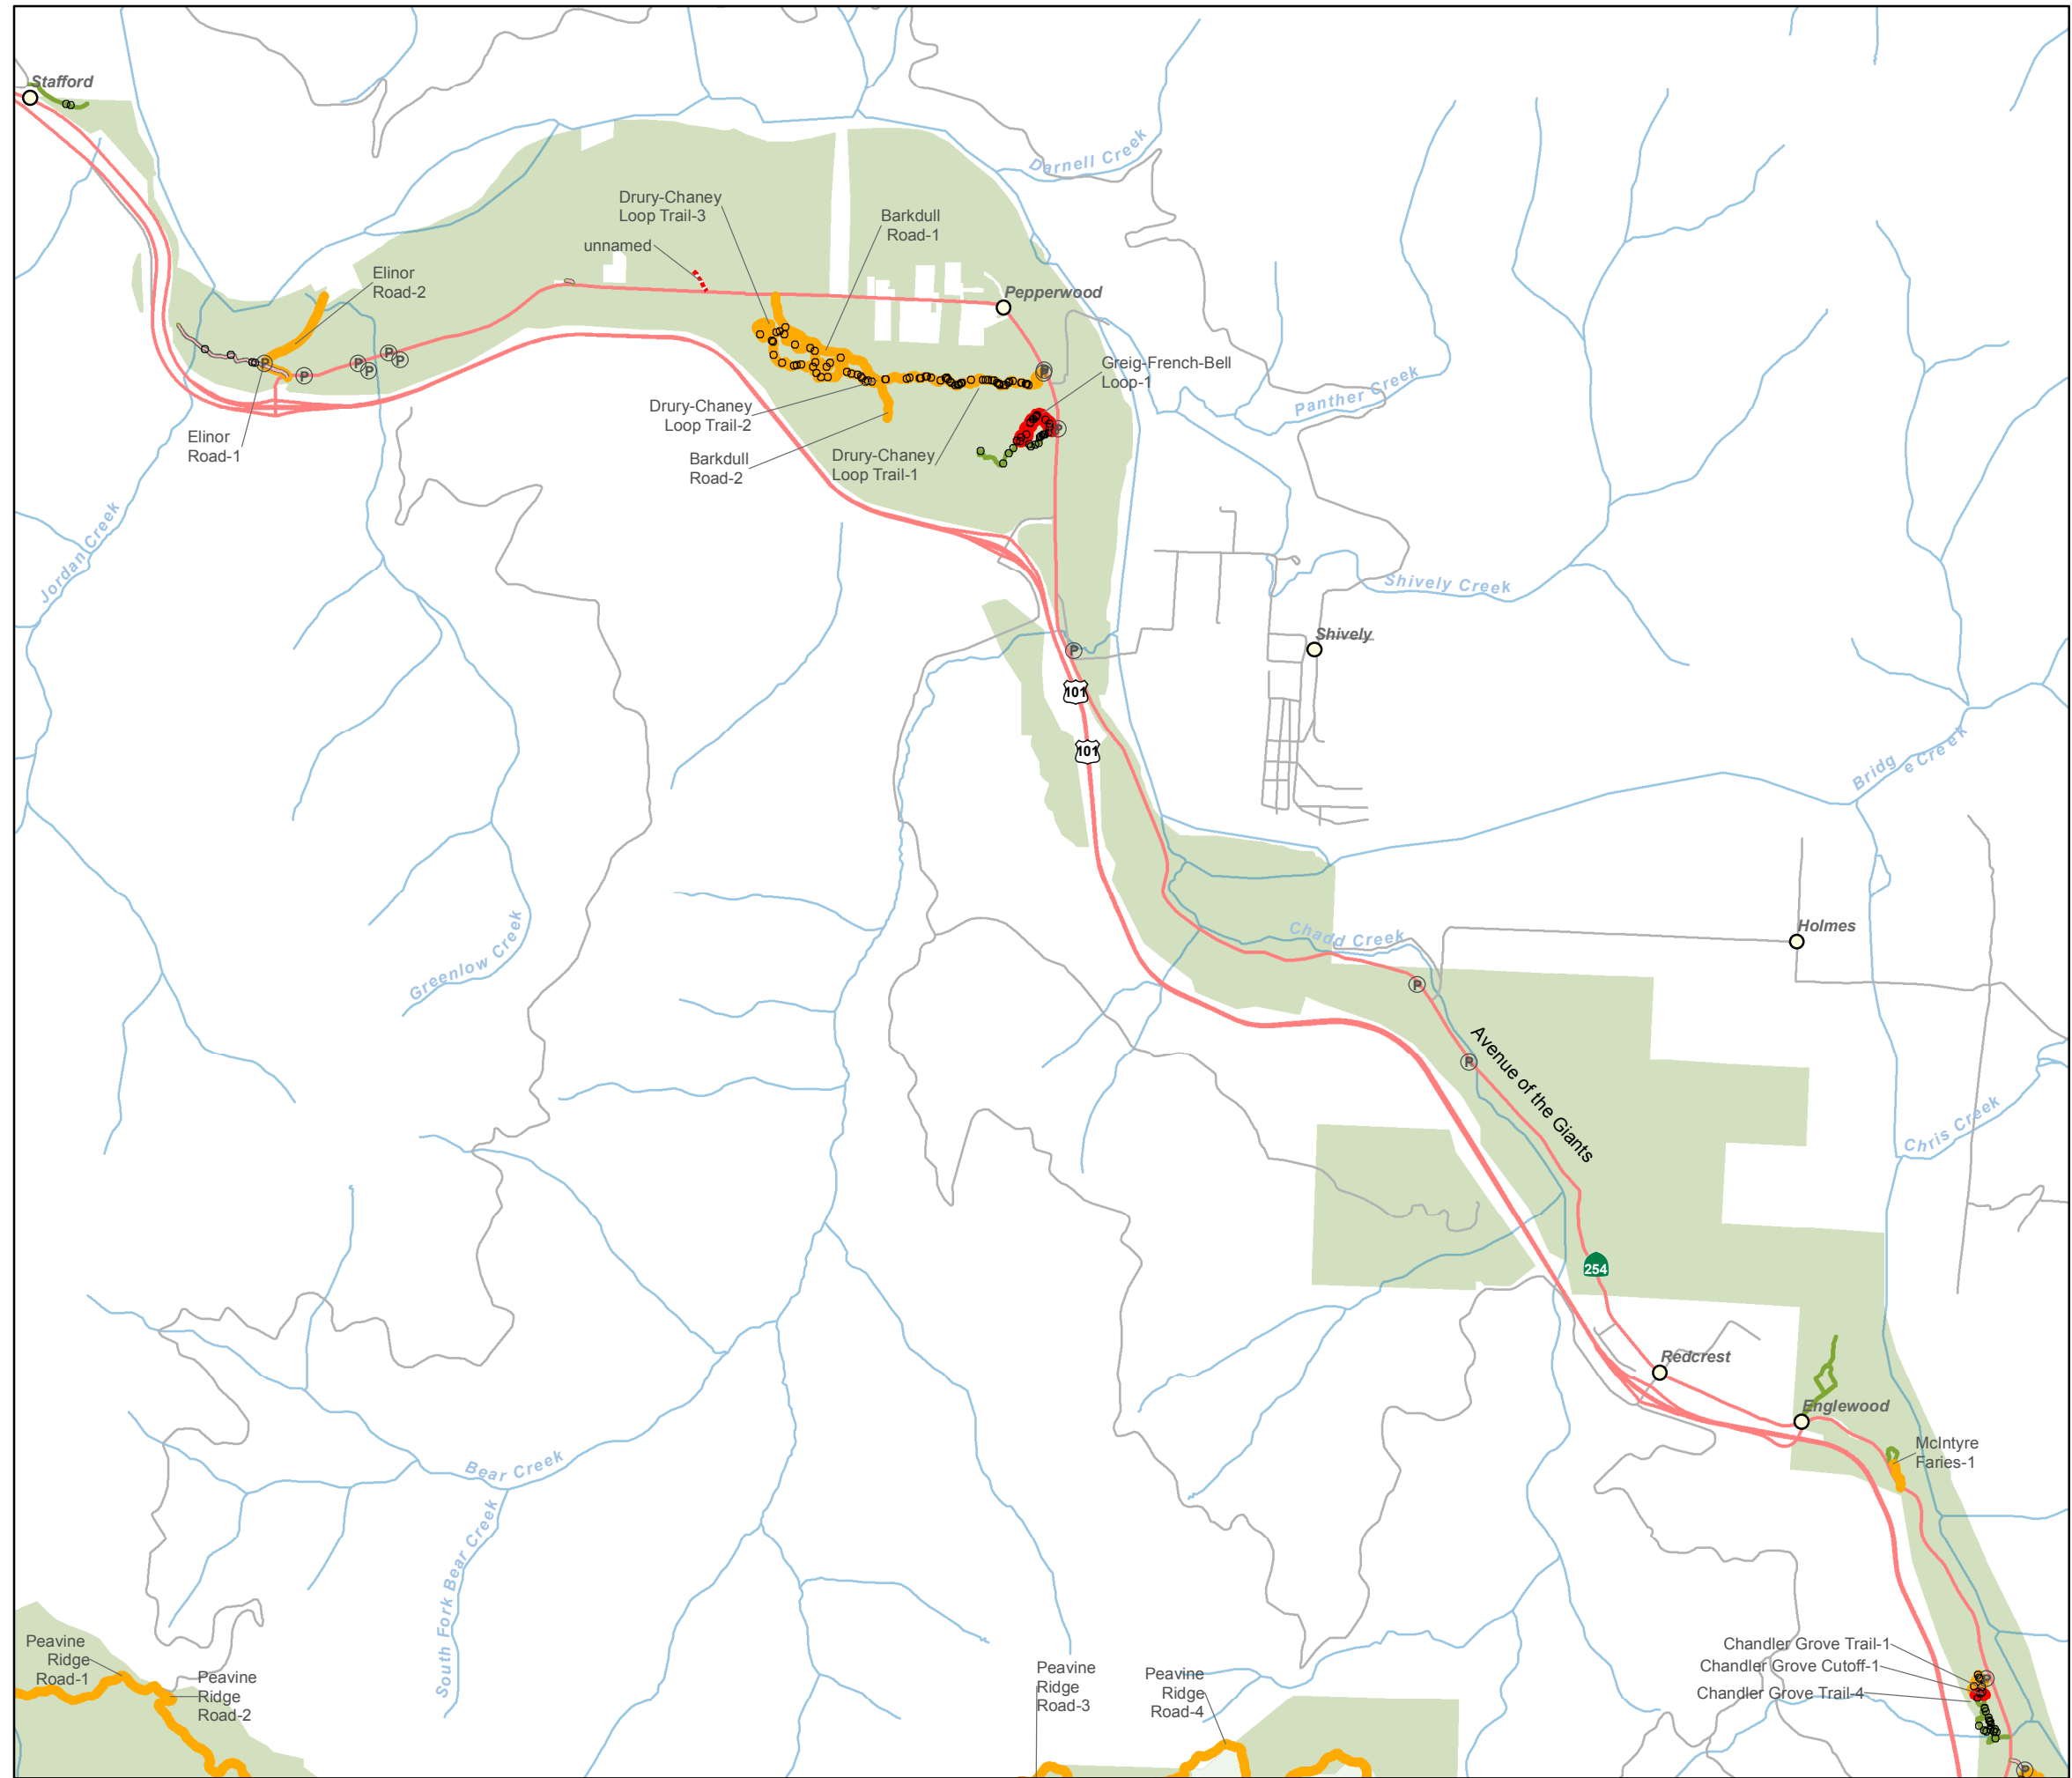 Stafford
Darnell Creek
Drury-Chaney
Loop Trail-3
Barkdull
Road-1
unnamed
Elinor
Road-2
Pepperwood
P
P
P
P
P
P
P
Greig-French-Bell
Loop-1
Panther Creek
Drury-Chaney
Loop Trail-2
P
Elinor
Road-1
Barkdull
Road-2
Drury-Chaney
Loop Trail-1
Jordan Creek
Shively Creek
Shively
P
101
101
Bridge Creek
Greenlow Creek
Chadd Creek
Holmes
P
Avenue of the Giants
P
Chris Creek
254
Redcrest
Englewood
McIntyre
Faries-1
Bear Creek
South Fork Bear Creek
Peavine
Ridge
Road-1
Peavine
Ridge
Road-2
Peavine
Ridge
Road-3
Peavine
Ridge
Road-4
Chandler Grove Trail-1
Chandler Grove Cutoff-1
Chandler Grove Trail-4
P
P